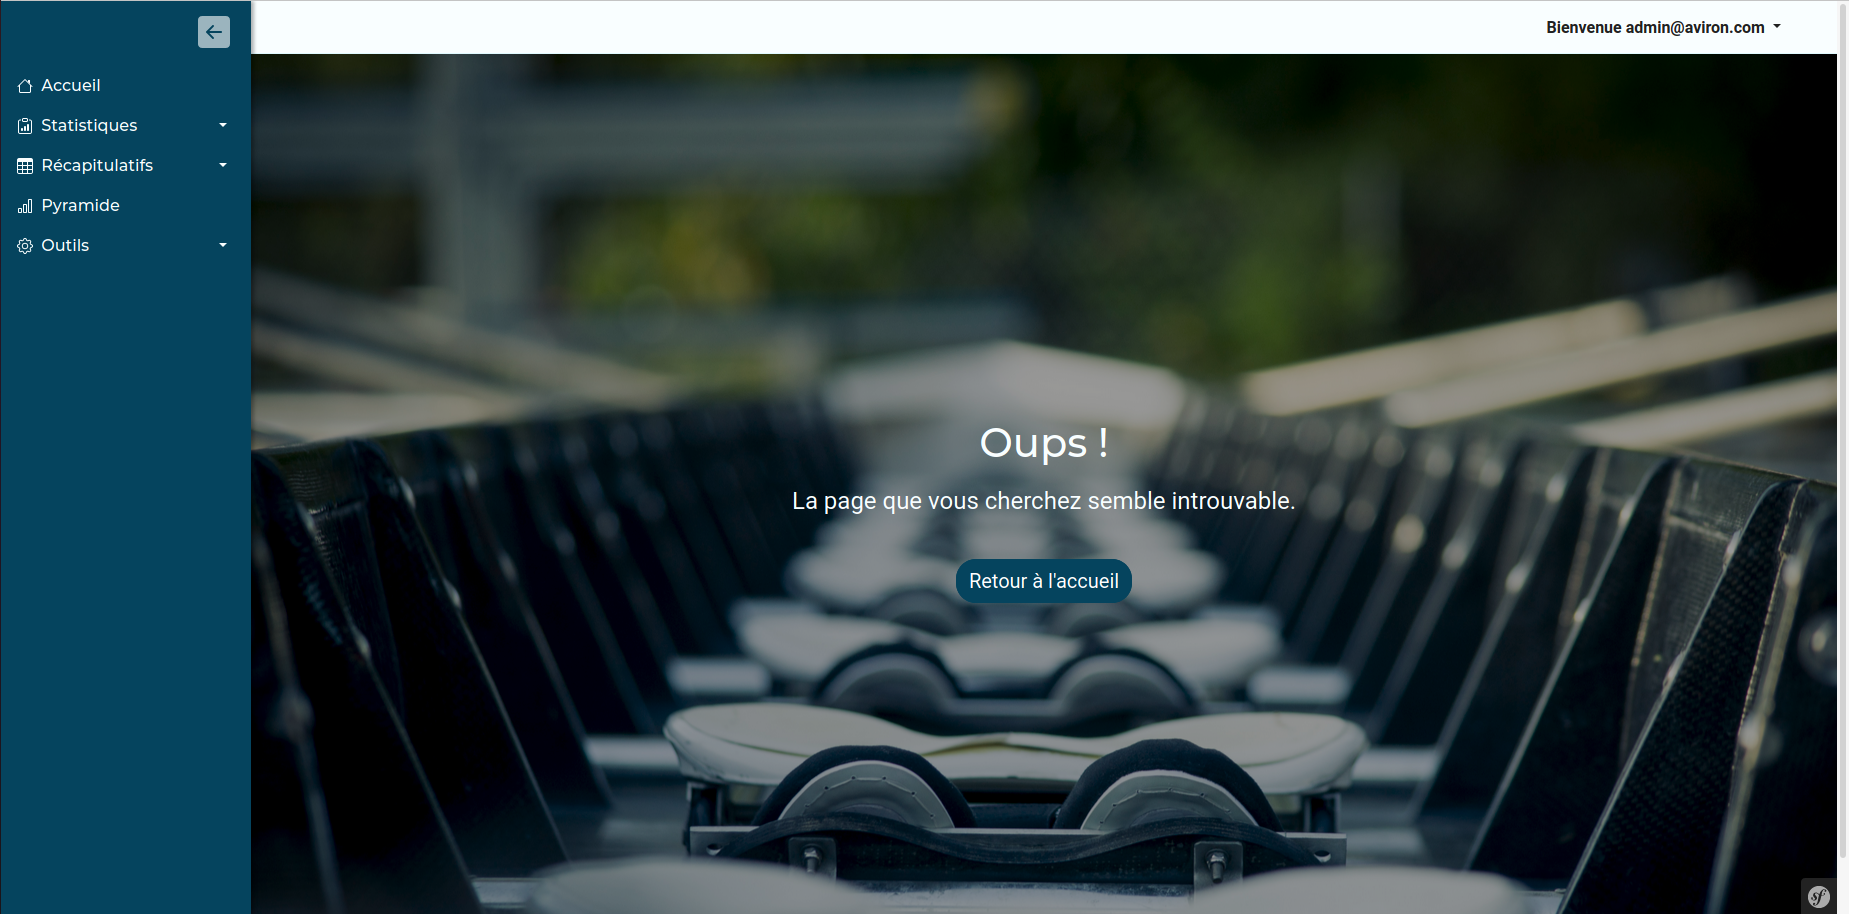 Bienvenue admin@aviron.com
Accueil
Statistiques
Récapitulatifs
Pyramide
Outils
Oups !
La page que vous cherchez semble introuvable.
Retour à l'accueil
sf